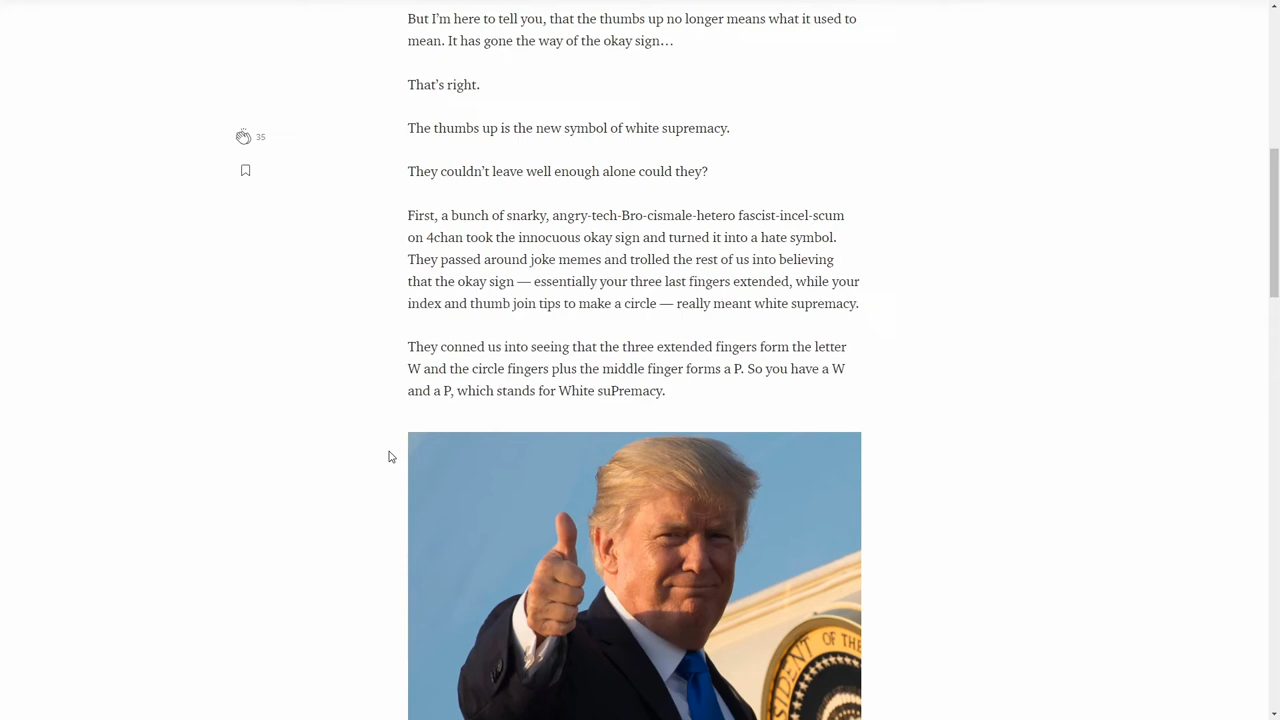 But I’m here to tell you, that the thumbs up no longer means what it used to
mean. It has gone the way of the okay sign…
That’s right.
The thumbs up is the new symbol of white supremacy.
35
They couldn’t leave well enough alone could they?
First, a bunch of snarky, angry-tech-Bro-cismale-hetero fascist-incel-scum
on 4chan took the innocuous okay sign and turned it into a hate symbol.
They passed around joke memes and trolled the rest of us into believing
that the okay sign — essentially your three last fingers extended, while your
index and thumb join tips to make a circle — really meant white supremacy.
They conned us into seeing that the three extended fingers form the letter
W and the circle fingers plus the middle finger forms a P. So you have a W
and a P, which stands for White suPremacy.
SIDENT OF THE